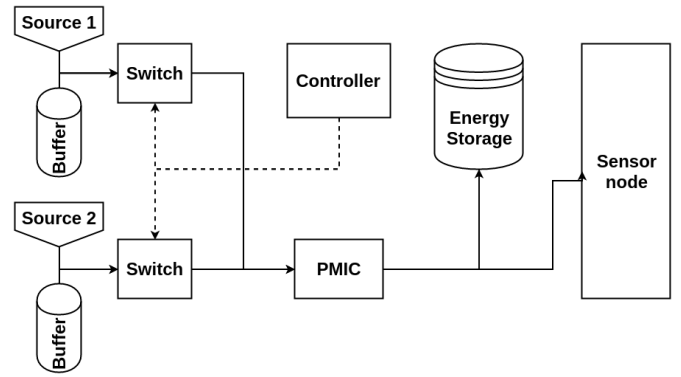 Source 1
Switch
Controller
Buffer
Energy
Storage
Sensor
node
Source 2
Switch
PMIC
Buffer